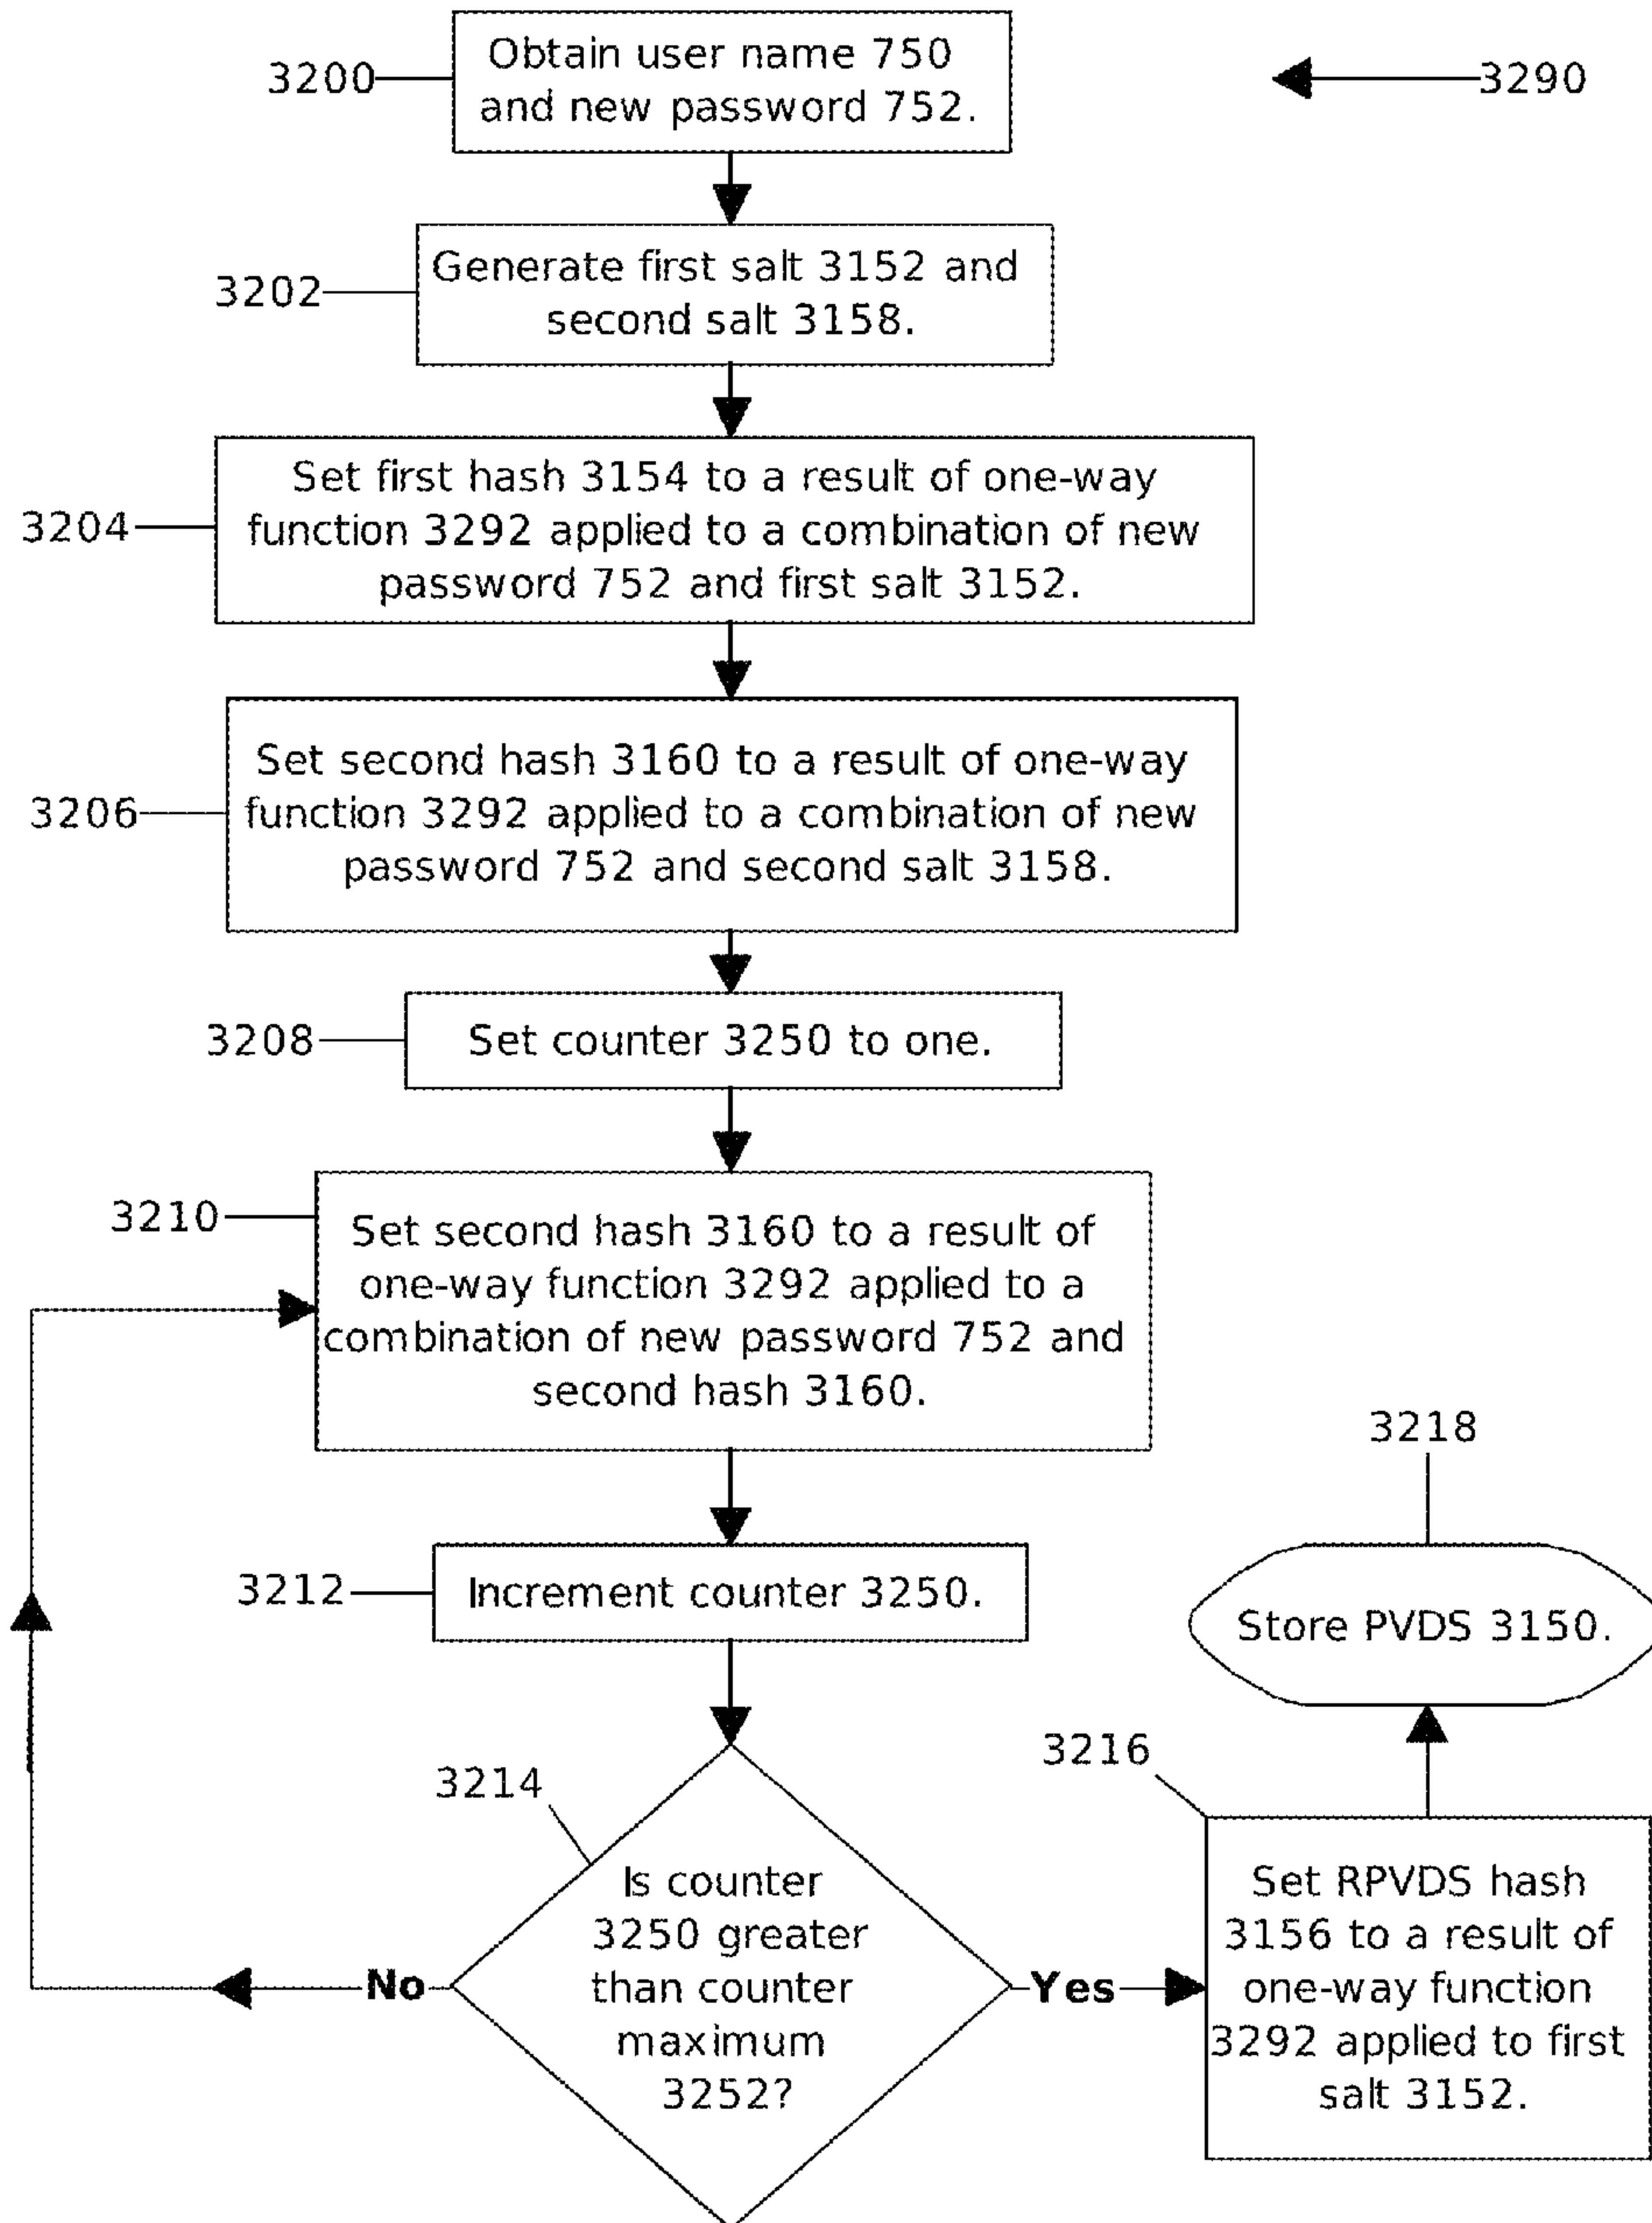 3200
Obtain user name 750
and new password 752.
3290
3202
Generate first salt 3152 and
second salt 3158.
3204
Set first hash 3154 to a result of one-way
function 3292 applied to a combination of new
password 752 and first salt 3152.
3206
Set second hash 3160 to a result of one-way
function 3292 applied to a combination of new
password 752 and second salt 3158.
3208
Set counter 3250 to one.
3210
Set second hash 3160 to a result of
one-way function 3292 applied to a
combination of new password 752 and
second hash 3160.
3212
Increment counter 3250.
3214
Is counter
3250 greater
than counter
maximum
3252?
No
Yes
3216
Set RPVDS hash
3156 to a result of
one-way function
3292 applied to first
salt 3152.
3218
Store PVDS 3150.